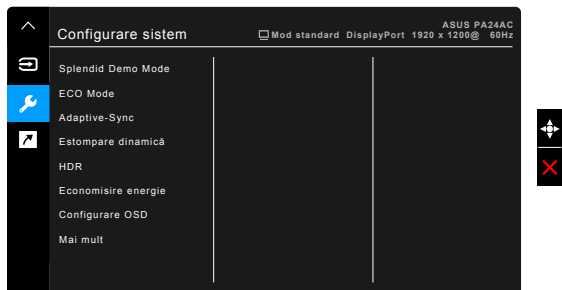 ASUS PA24AC
Configurare sistem
Mod standard DisplayPort 1920 x 1200@ 60Hz
Splendid Demo Mode
ECO Mode
Adaptive-Sync
Estompare dinamică
HDR
Economisire energie
Configurare OSD
Mai mult